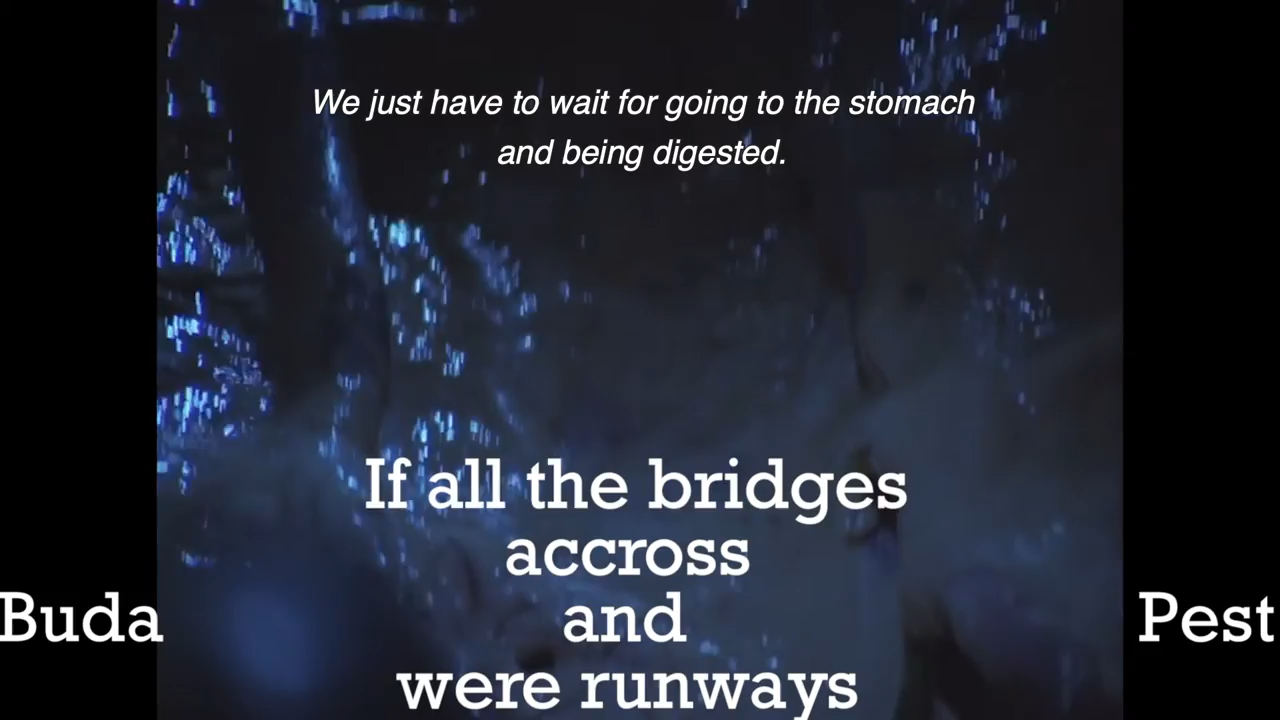 We just have to wait for going to the stomach
and being digested.
If all the bridges
accross
Buda and Pest
were runways